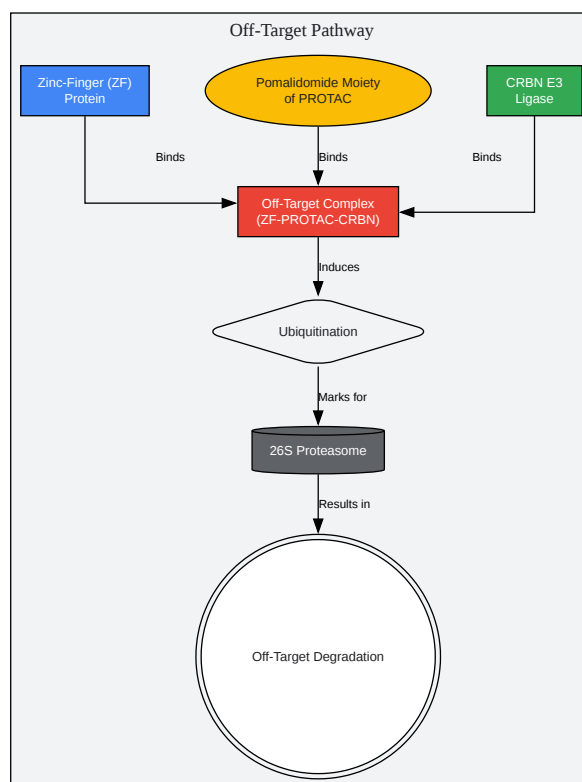 Off-Target Pathway
Zinc-Finger (ZF)
Protein
Pomalidomide Moiety
of PROTAC
CRBN E3
Ligase
Binds
Binds
Binds
Off-Target Complex
(ZF-PROTAC-CRBN)
Induces
Ubiquitination
Marks for
26S Proteasome
Results in
Off-Target Degradation